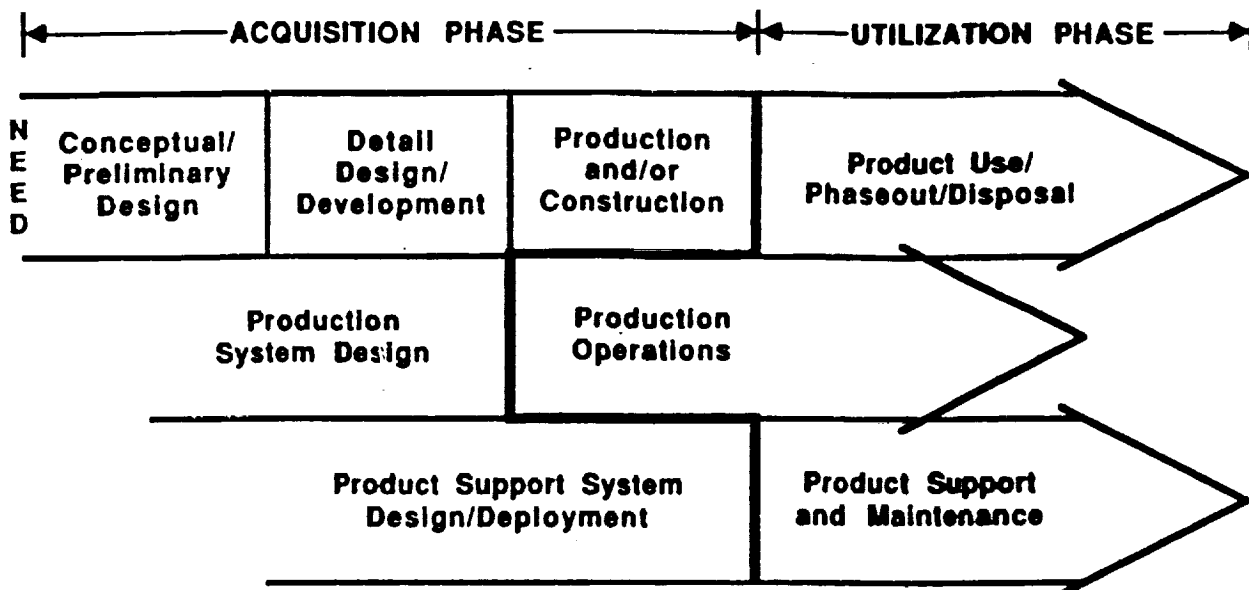 ACQUISITION PHASE
UTILIZATION PHASE
NEED
Conceptual/
Preliminary
Design
Detail
Design/
Development
Production
and/or
Construction
Product Use/
Phaseout/Disposal
Production
System Design
Production
Operations
Product Support System
Design/Deployment
Product Support
and Maintenance